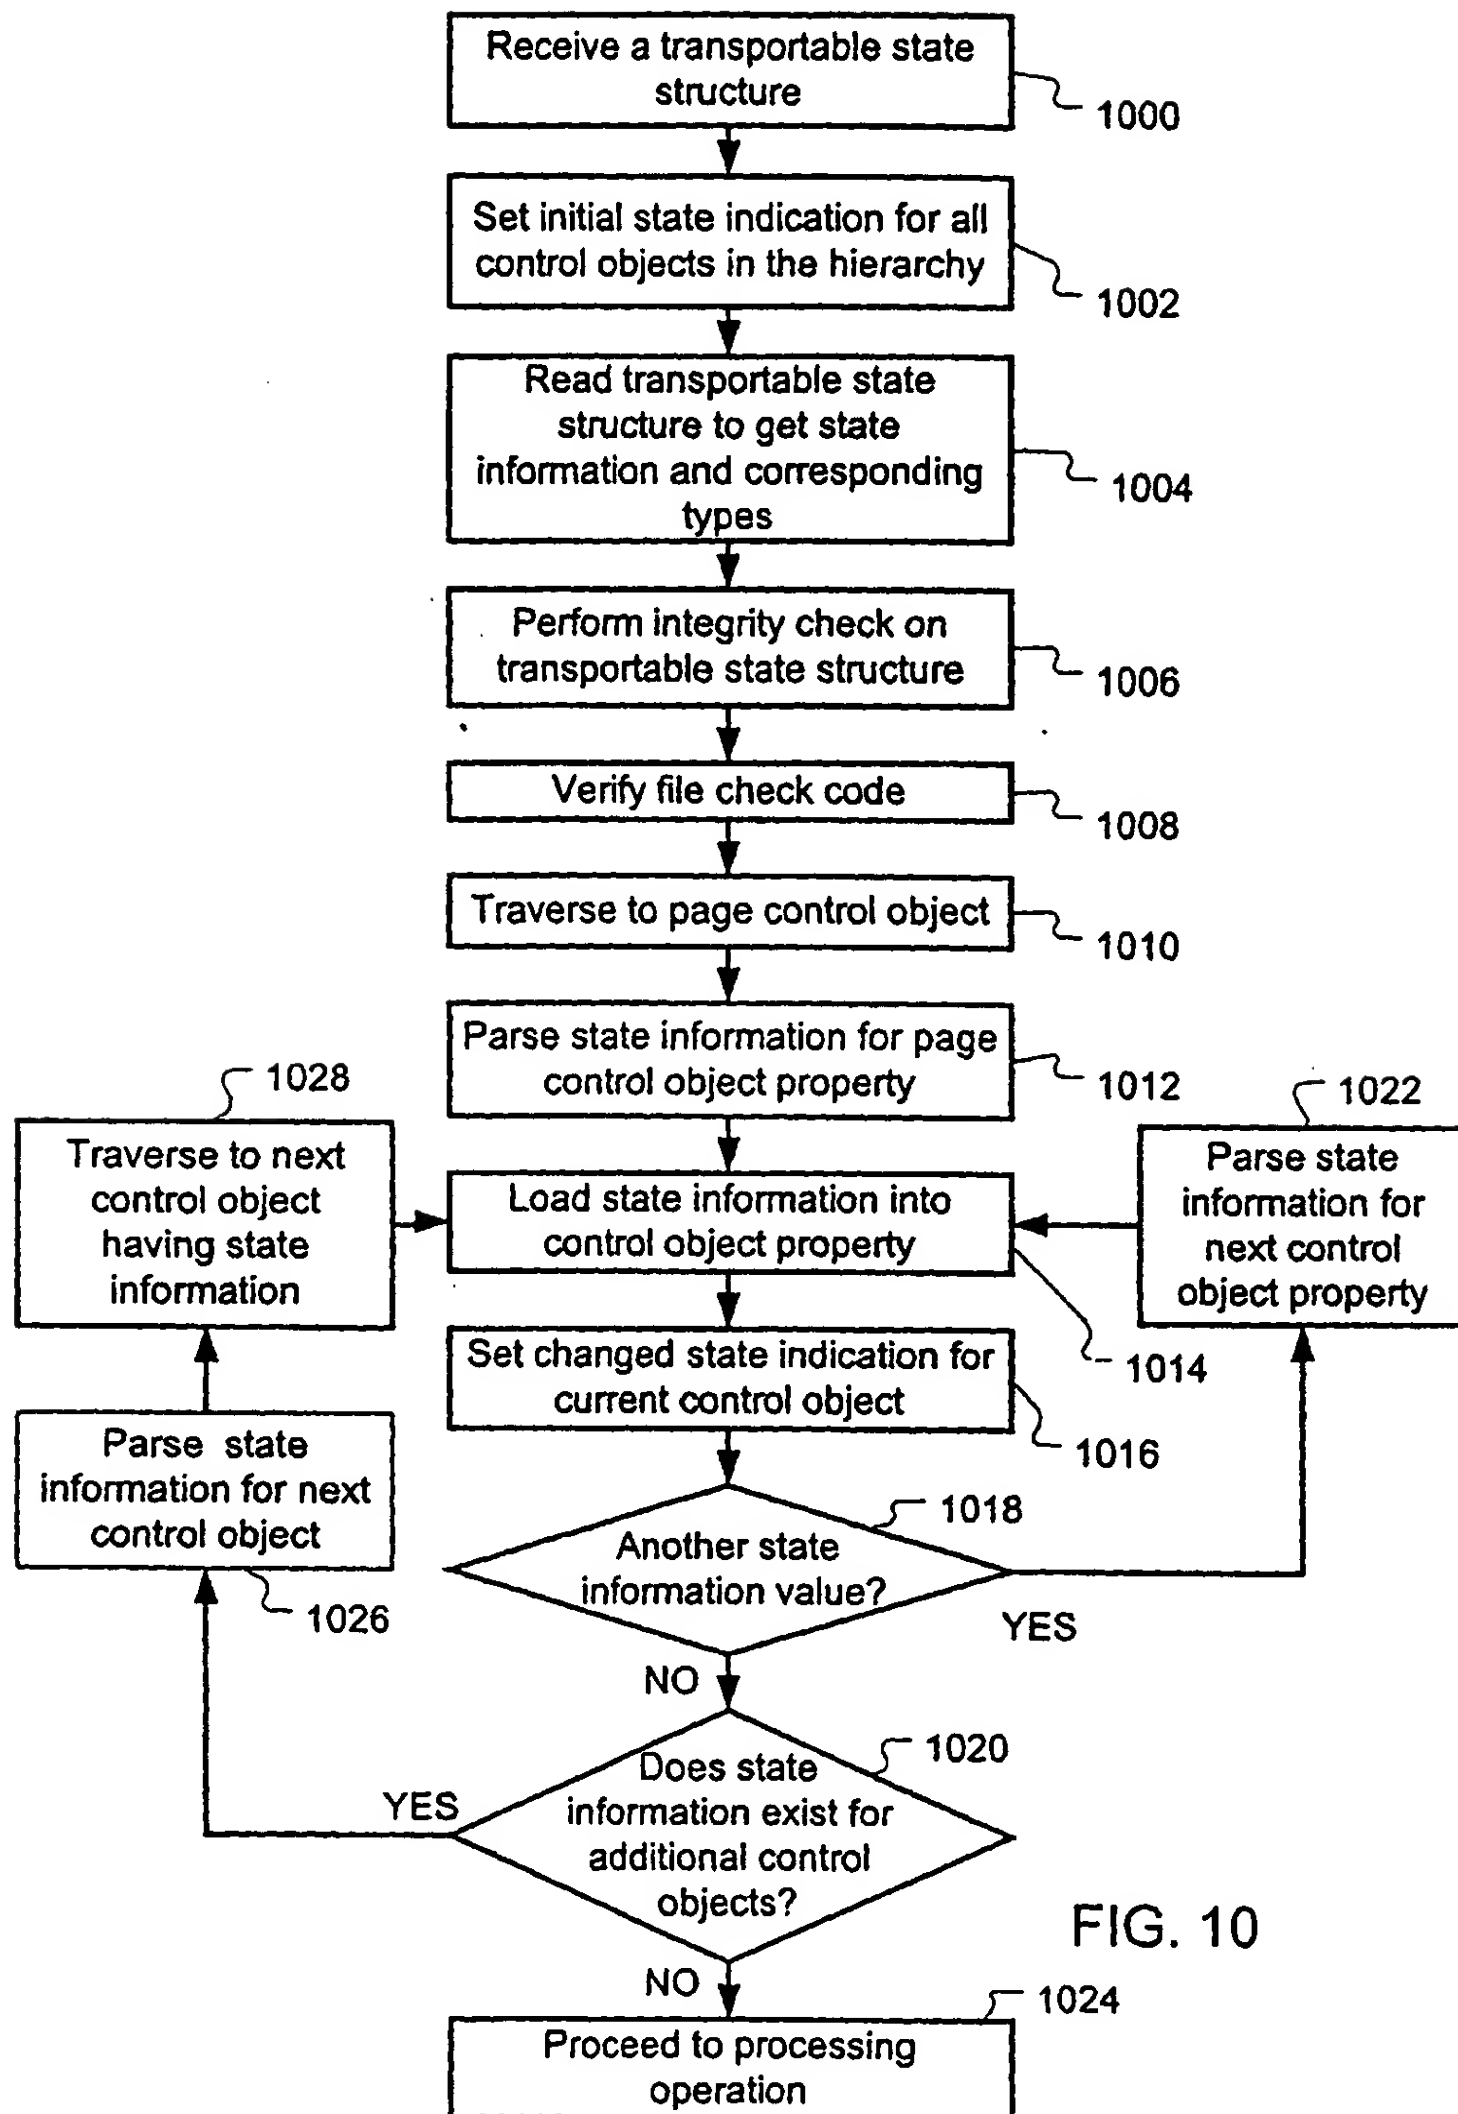 Receive a transportable state
structure
1000
Set initial state indication for all
control objects in the hierarchy
1002
Read transportable state
structure to get state
information and corresponding
types
1004
Perform integrity check on
transportable state structure
1006
Verify file check code
1008
Traverse to page control object
1010
Parse state information for page
control object property
1012
1028
Traverse to next
control object
having state
information
Load state information into
control object property
1014
1022
Parse state
information for
next control
object property
Set changed state indication for
current control object
1016
Parse state
information for next
control object
1026
1018
Another state
information value?
YES
NO
1020
Does state
information exist for
additional control
objects?
YES
NO
FIG. 10
1024
Proceed to processing
operation